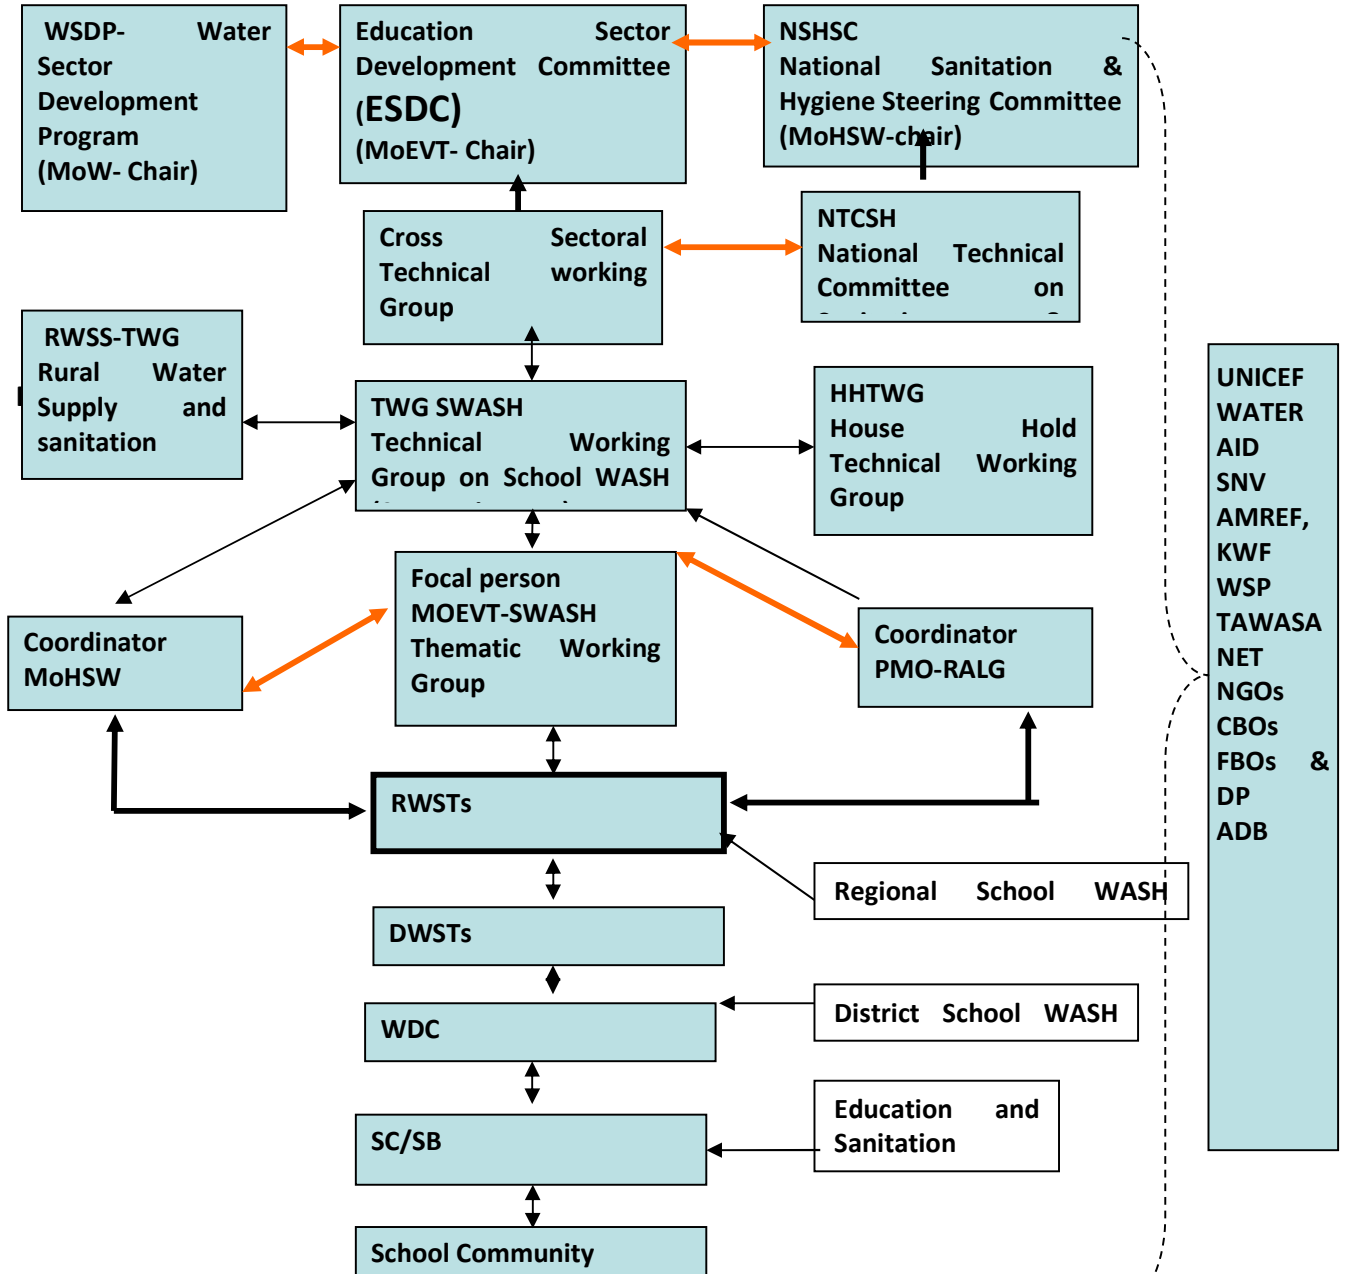 WSDP- Water
Sector
Development
Program
(MoW- Chair)
Education Sector
Development Committee
(ESDC)
(MoEVT- Chair)
NSHSC
National Sanitation &
Hygiene Steering Committee
(MoHSW-chair)
Cross Sectoral
Technical working
Group
NTCSH
National Technical
Committee on
RWSS-TWG
Rural Water
Supply and
sanitation
TWG SWASH
Technical Working
Group on School WASH
HHTWG
House Hold
Technical Working
Group
UNICEF
WATER
AID
SNV
AMREF,
KWF
WSP
TAWASA
NET
NGOs
CBOs
FBOs &
DP
ADB
Coordinator
MoHSW
Focal person
MOEVT-SWASH
Thematic Working
Group
Coordinator
PMO-RALG
RWSTs
Regional School WASH
DWSTs
District School WASH
WDC
Education and
Sanitation
SC/SB
School Community